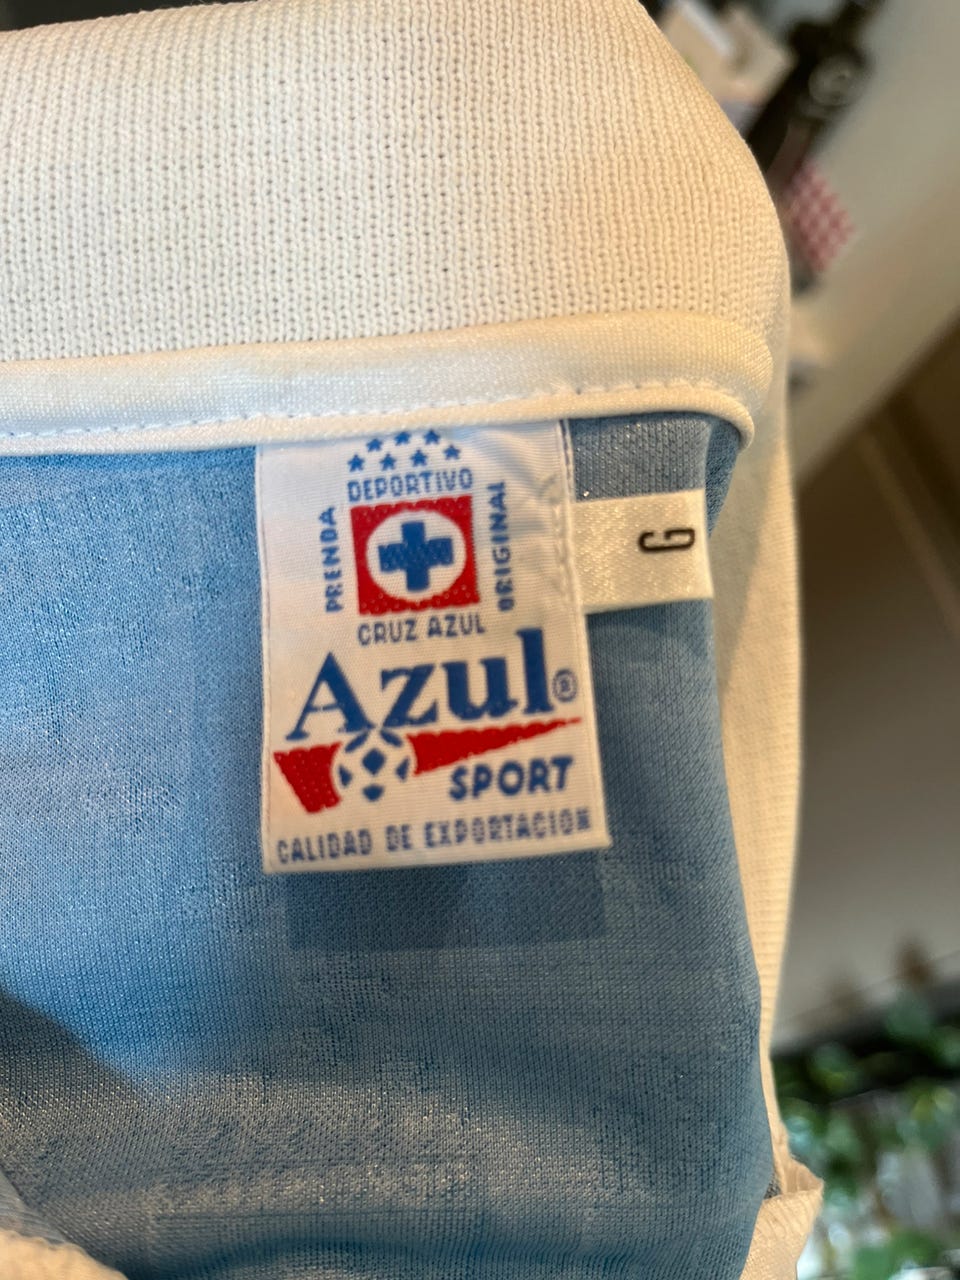 DEPORTIVO
PRENDA
ORIGINAL
CRUZ AZUL
Azul®
SPORT
CALIDAD DE EXPORTACION
G